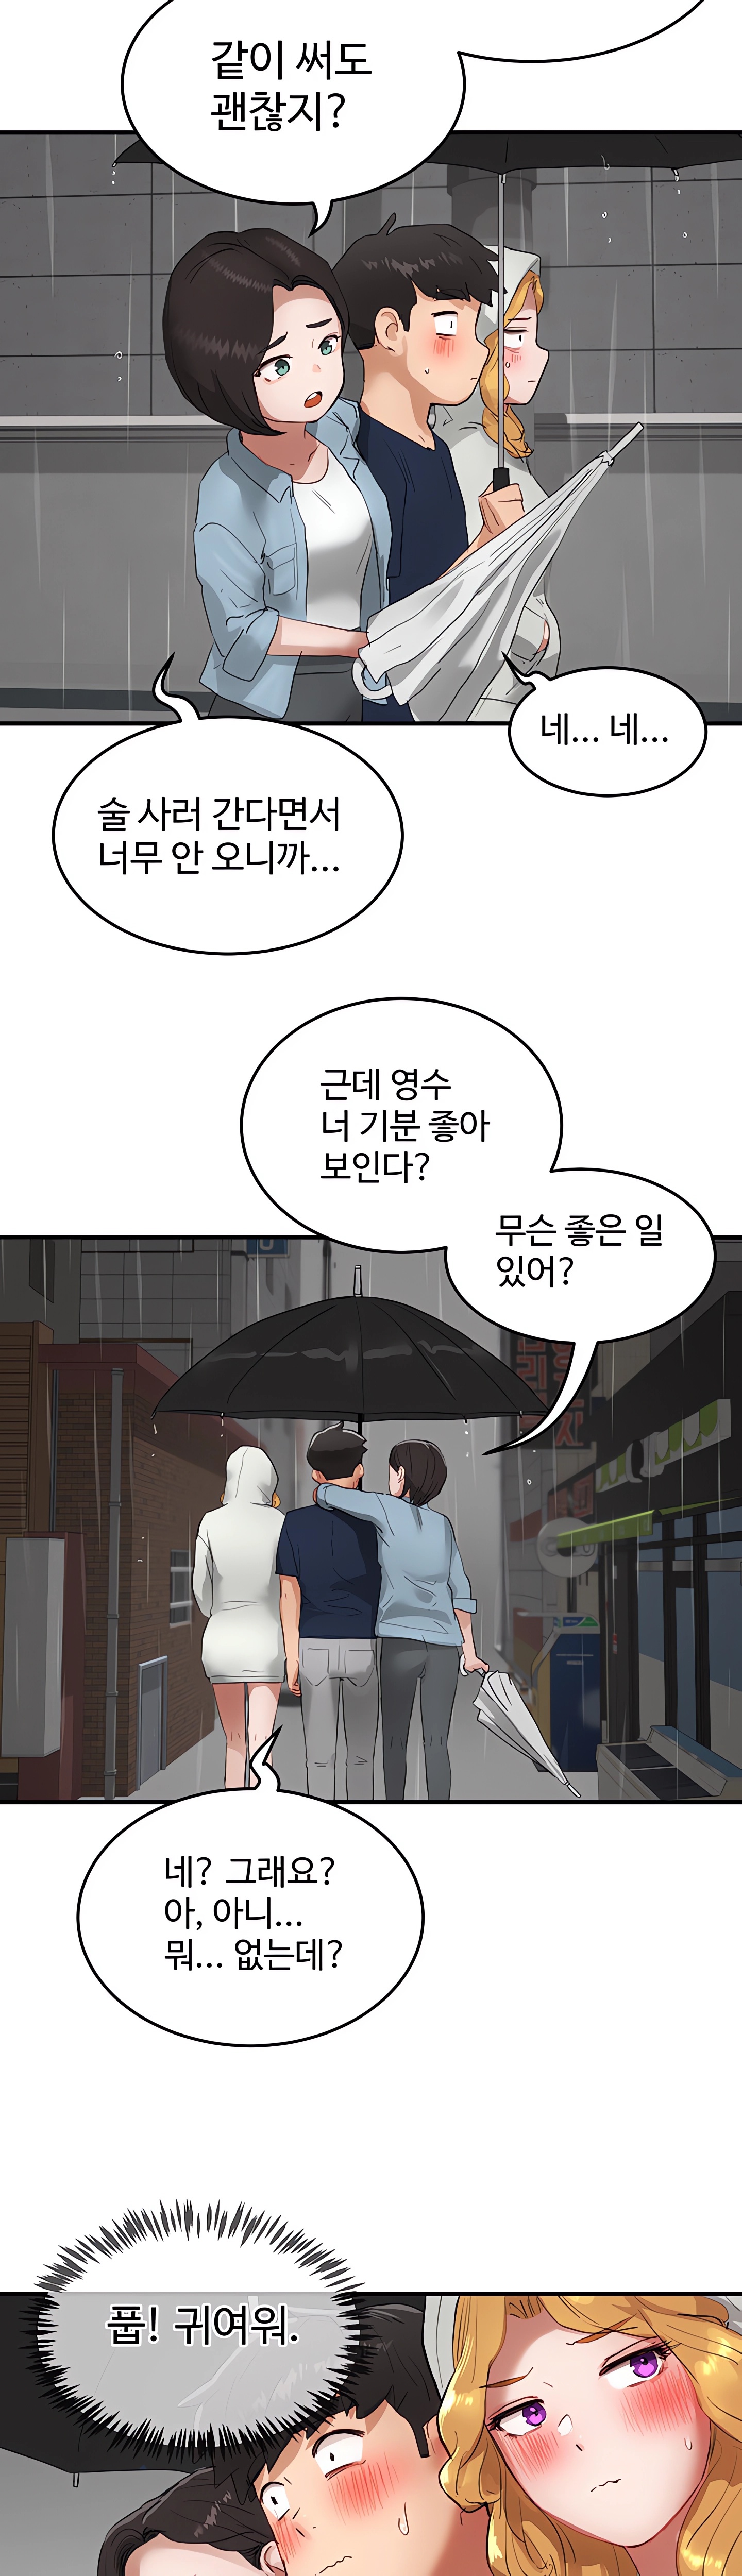 같이 써도
괜찮지?
네... 네...
술 사러 간다면서
너무 안 오니까...
근데 영수
너 기분 좋아
보인다?
무슨 좋은 일
있어?
네? 그래요?
아, 아니...
뭐... 없는데?
풉! 귀여워.